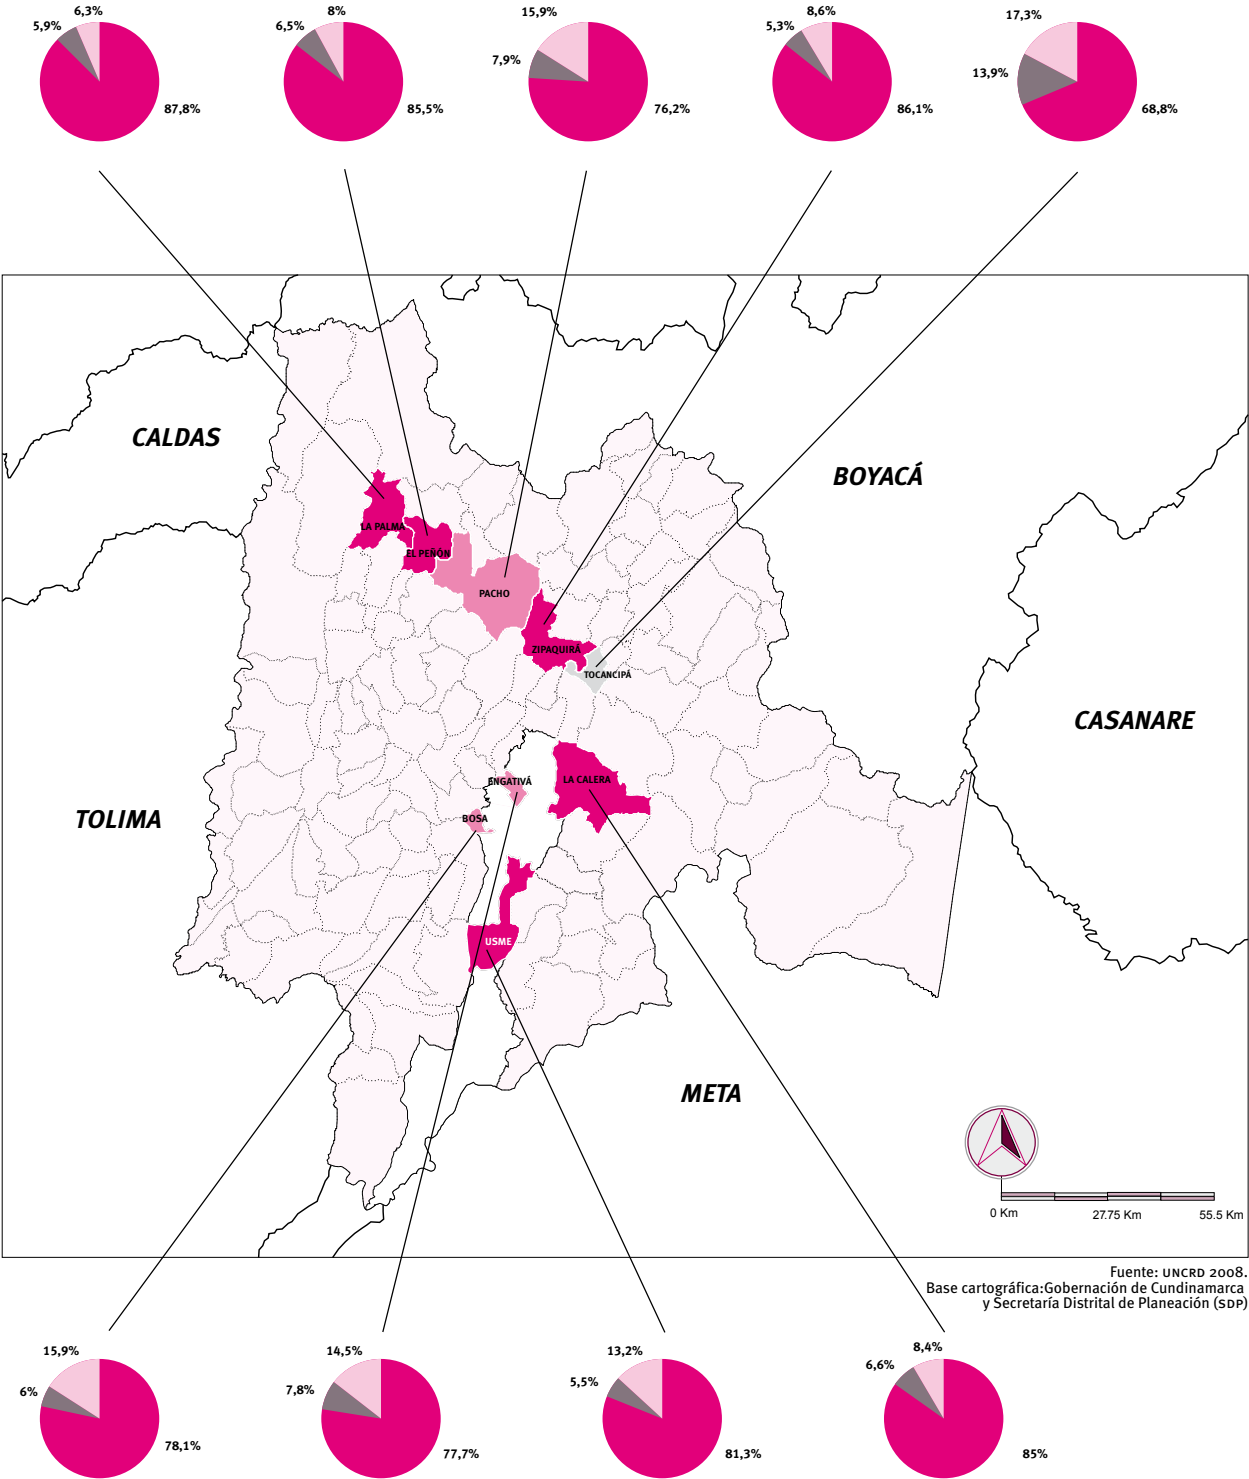 6,3%
5,9%
87,8%
8%
6,5%
85,5%
15,9%
7,9%
76,2%
8,6%
5,3%
86,1%
17,3%
13,9%
68,8%
CALDAS
BOYACÁ
LA PALMA
EL PEÑÓN
PACHO
ZIPAQUIRÁ
TOCANCIPÁ
CASANARE
ENGATIVÁ
LA CALERA
BOSA
TOLIMA
USME
META
0 Km
27.75 Km
55.5 Km
Fuente: UNCRD 2008.
Base cartográfica:Gobernación de Cundinamarca
y Secretaría Distrital de Planeación (SDP)
15,9%
6%
78,1%
14,5%
7,8%
77,7%
13,2%
5,5%
81,3%
8,4%
6,6%
85%